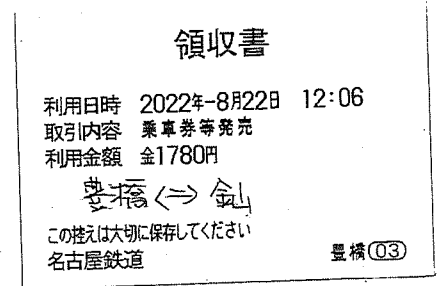 領収書
利用日時 2022年-8月22日 12:06
取引内容 乗車券等発売
利用金額 金1780円
豊橋⇔金山
この控えは大切に保存してください
名古屋鉄道 豊橋03